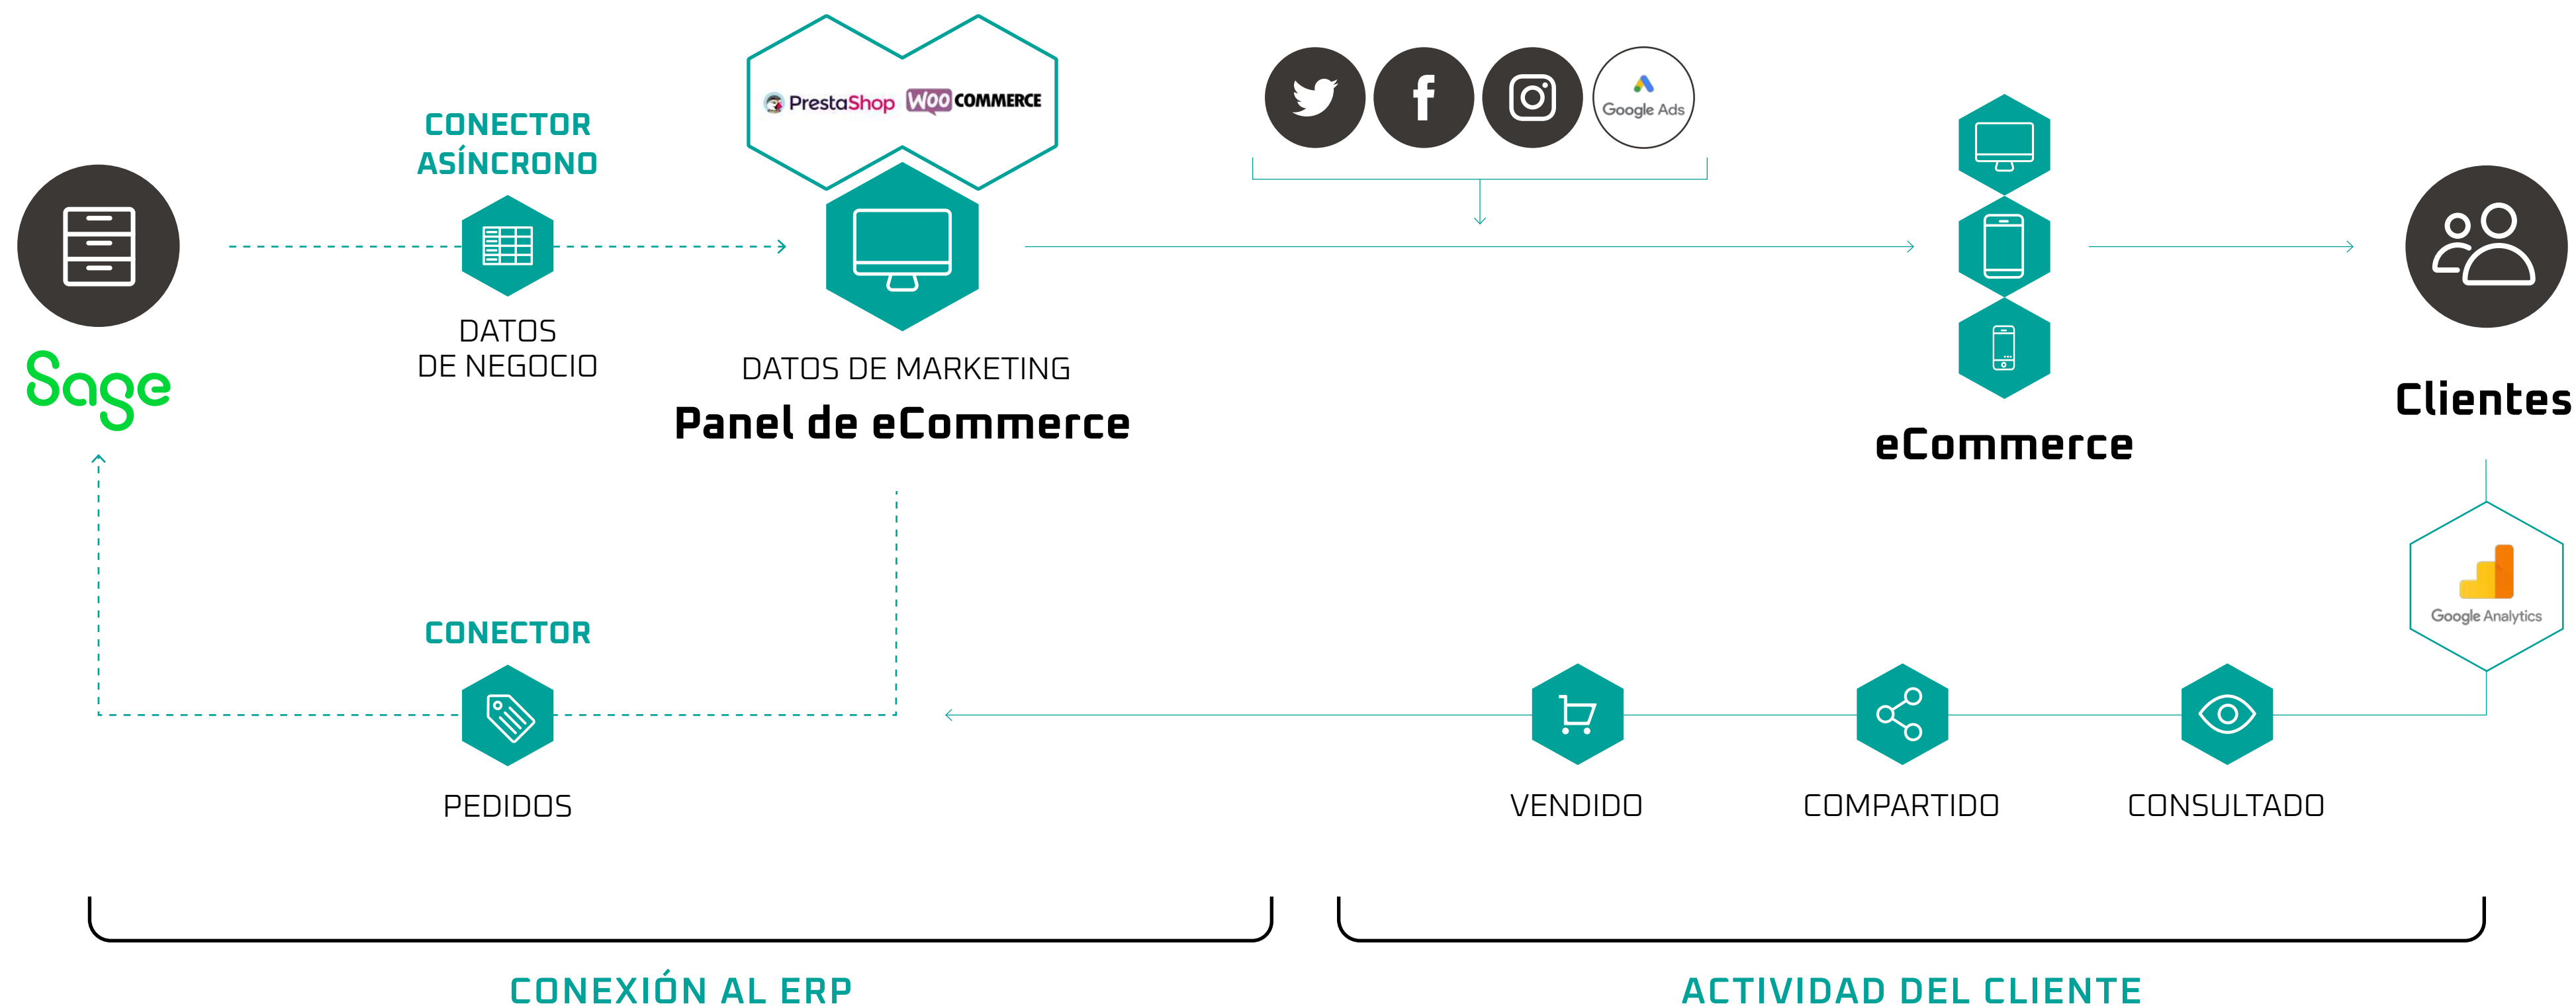 PrestaShop
WOO COMMERCE
Google Ads
CONECTOR
ASÍNCRONO
Sage
DATOS
DE NEGOCIO
DATOS DE MARKETING
Panel de eCommerce
eCommerce
Clientes
Google Analytics
CONECTOR
PEDIDOS
VENDIDO
COMPARTIDO
CONSULTADO
CONEXIÓN AL ERP
ACTIVIDAD DEL CLIENTE